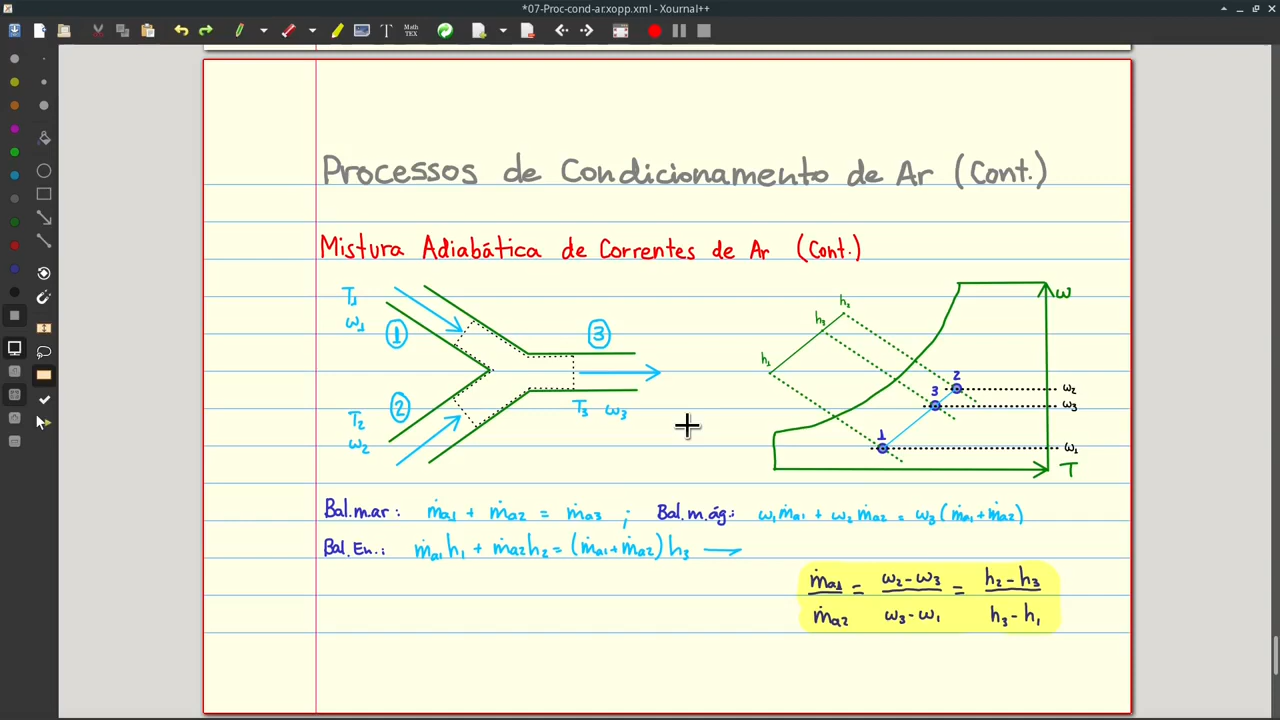 *07-Proc-cond-ar.xopp.xml - Xournal++
Math
TEX
Processos de Condicionamento de Ar (Cont.)
Mistura Adiabática de Correntes de Ar (Cont.)
T₁
ω₁
①
③
T₃ ω₃
T₂
ω₂
②
h₂
h₃
h₁
ω
2
3
1
ω₂
ω₃
ω₁
T
Bal.m.ar: ṁa1 + ṁa2 = ṁa3 ; Bal.m.ág.: ω₁ṁa1 + ω₂ṁa2 = ω₃(ṁa1+ṁa2)
Bal.En.: ṁa1h₁ + ṁa2h₂ = (ṁa1+ṁa2)h₃
ṁa1/ṁa2 = ω₂-ω₃/ω₃-ω₁ = h₂-h₃/h₃-h₁